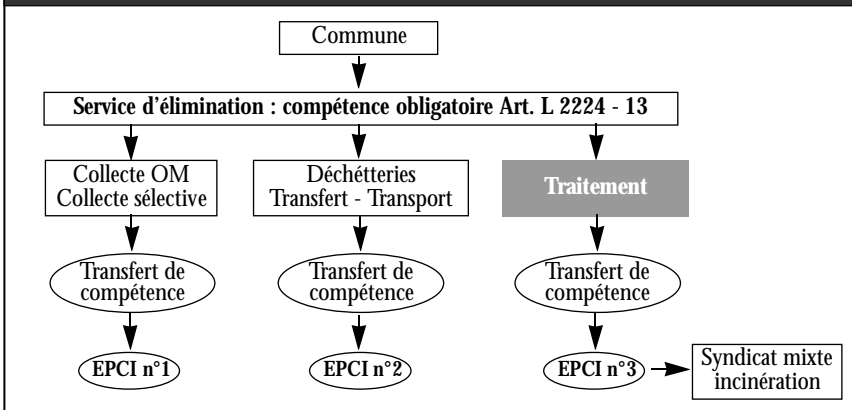 Commune
Service d'élimination : compétence obligatoire Art. L 2224 - 13
Collecte OM
Collecte sélective
Déchétteries
Transfert - Transport
Traitement
Transfert de
compétence
Transfert de
compétence
Transfert de
compétence
EPCI n°1
EPCI n°2
EPCI n°3
Syndicat mixte
incinération